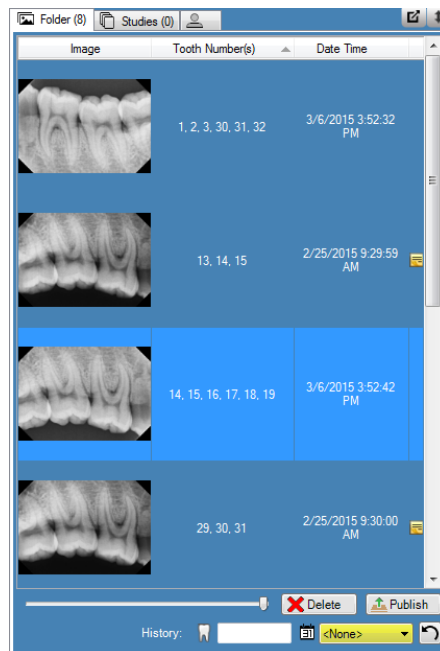 Folder (8) Studies (0)
Image Tooth Number(s) Date Time
1, 2, 3, 30, 31, 32 3/6/2015 3:52:32
PM
13, 14, 15 2/25/2015 9:29:59
AM
14, 15, 16, 17, 18, 19 3/6/2015 3:52:42
PM
29, 30, 31 2/25/2015 9:30:00
AM
Delete Publish
History: 31 <None>